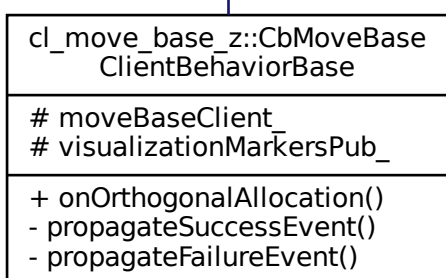 cl_move_base_z::CbMoveBase
ClientBehaviorBase
# moveBaseClient_
# visualizationMarkersPub_
+ onOrthogonalAllocation()
- propagateSuccessEvent()
- propagateFailureEvent()